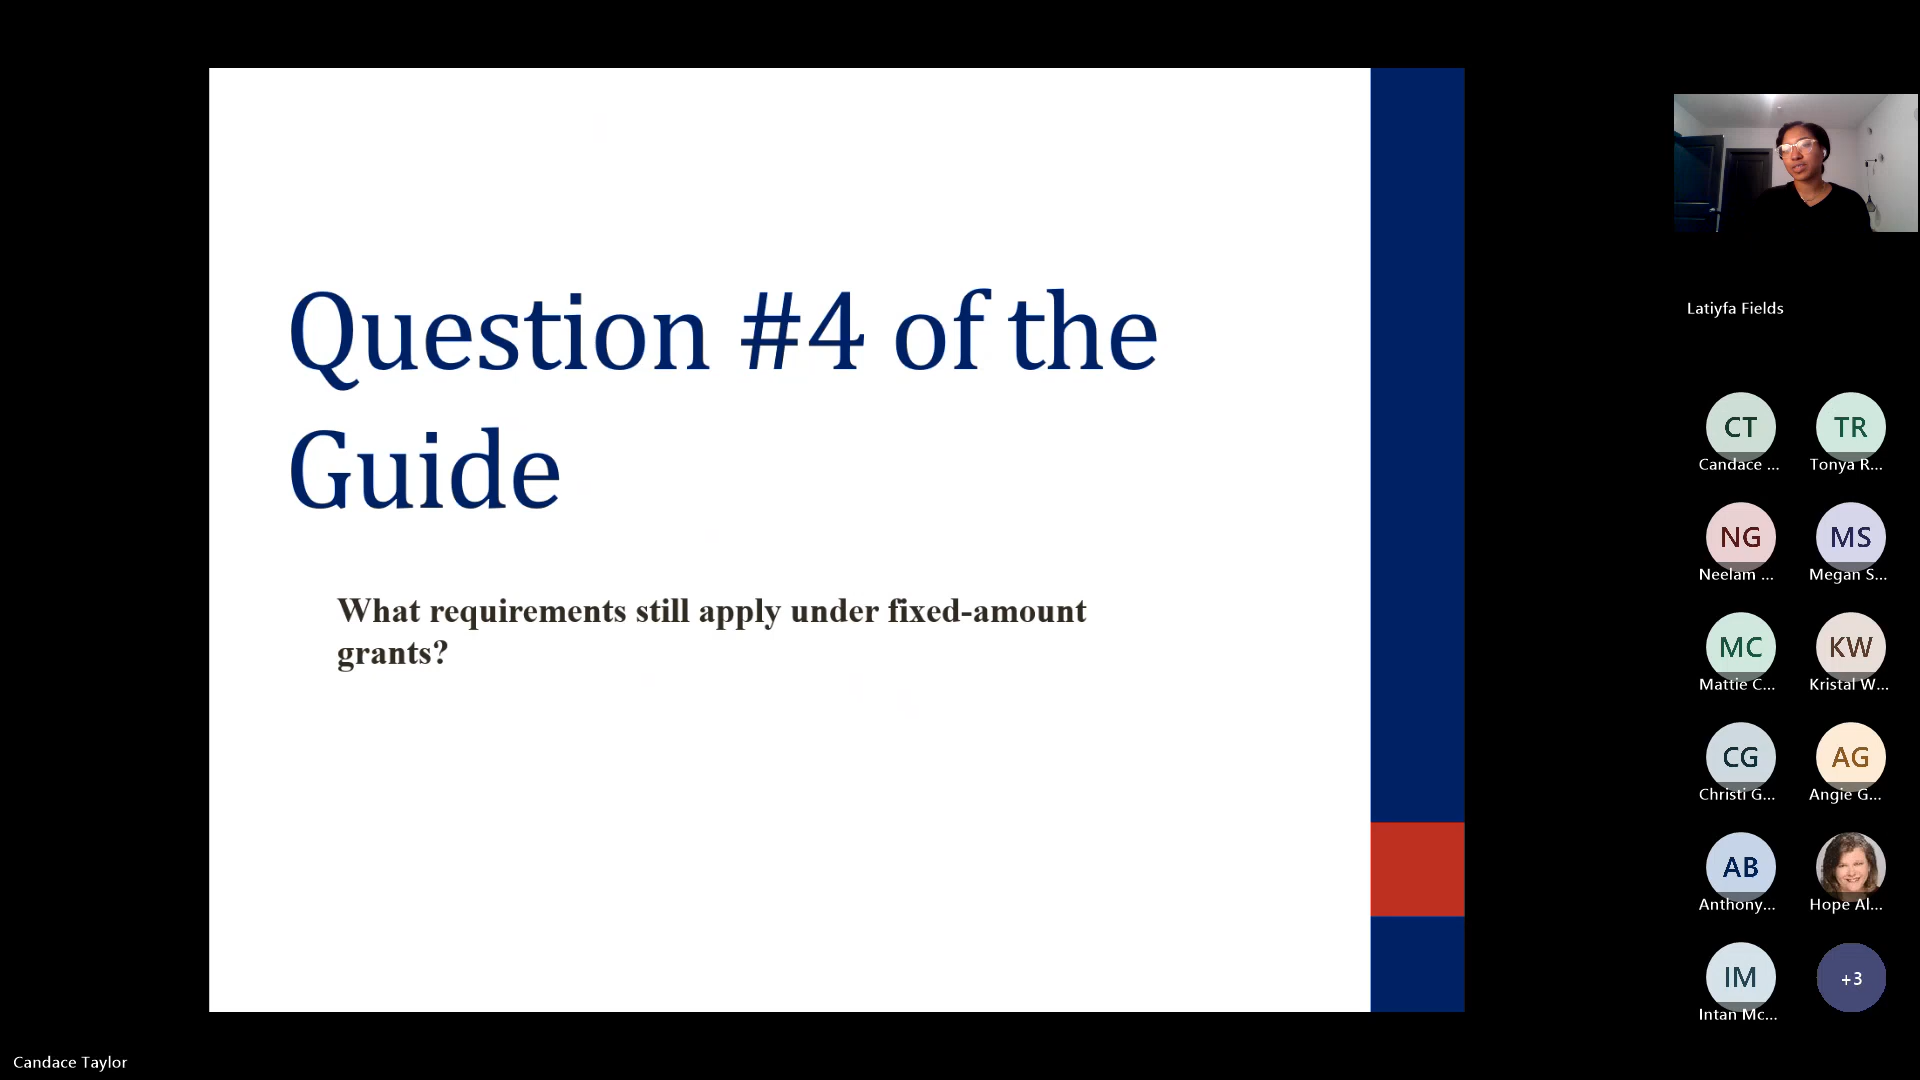 Question #4 of the
Guide
What requirements still apply under fixed-amount
grants?
Latiyfa Fields
CT
TR
Candace ...
Tonya R...
NG
MS
Neelam ...
Megan S...
MC
KW
Mattie C...
Kristal W...
CG
AG
Christi G...
Angie G...
AB
Anthony...
Hope Al...
IM
+3
Intan Mc...
Candace Taylor